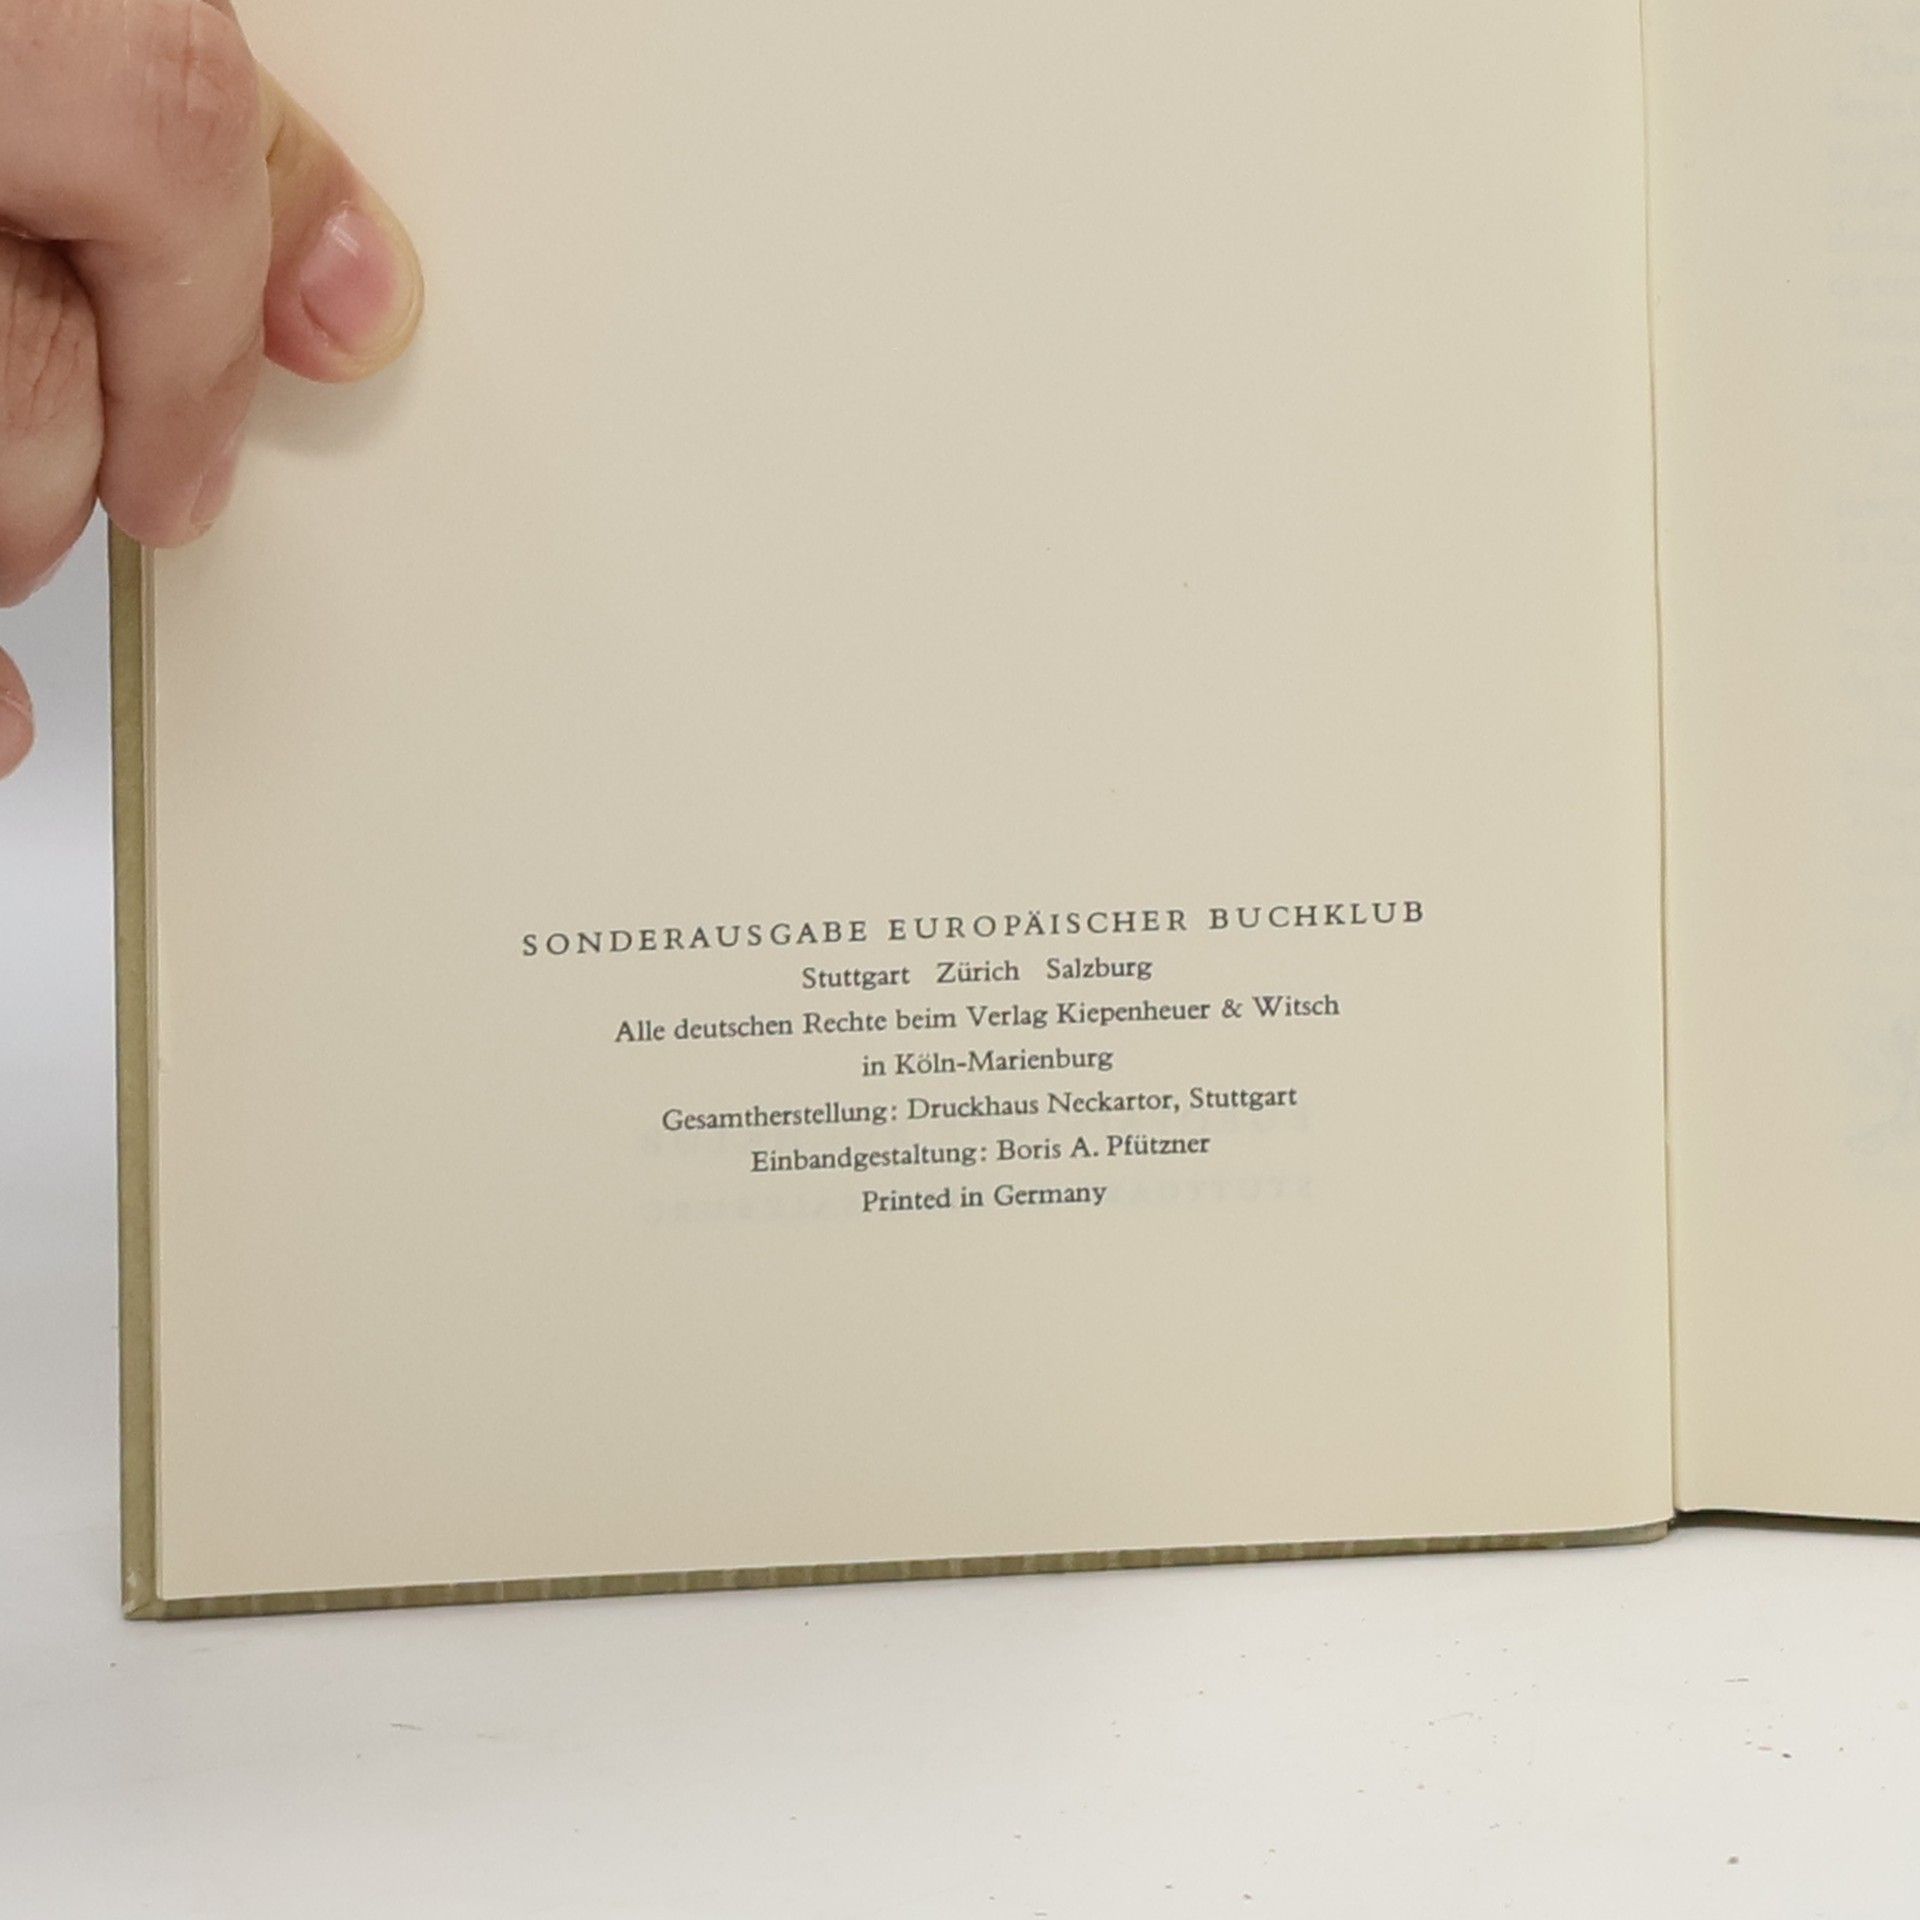 SONDERAUSGABE EUROPÄISCHER BUCHKLUB
Stuttgart Zürich Salzburg
Alle deutschen Rechte beim Verlag Kiepenheuer & Witsch
in Köln-Marienburg
Gesamtherstellung: Druckhaus Neckartor, Stuttgart
Einbandgestaltung: Boris A. Pfützner
Printed in Germany